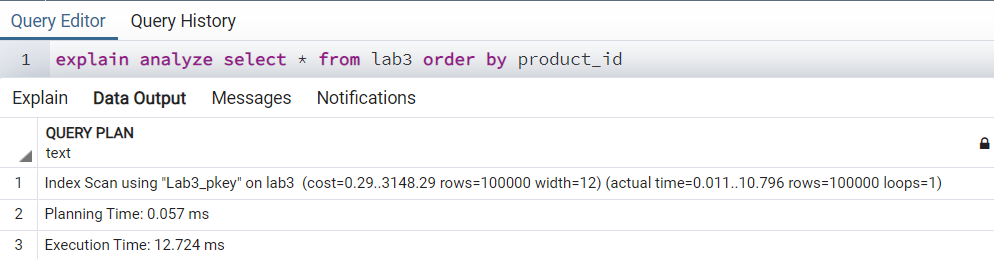 Query Editor Query History
1 explain analyze select * from lab3 order by product_id
Explain Data Output Messages Notifications
QUERY PLAN
text
1 Index Scan using "Lab3_pkey" on lab3 (cost=0.29..3148.29 rows=100000 width=12) (actual time=0.011..10.796 rows=100000 loops=1)
2 Planning Time: 0.057 ms
3 Execution Time: 12.724 ms